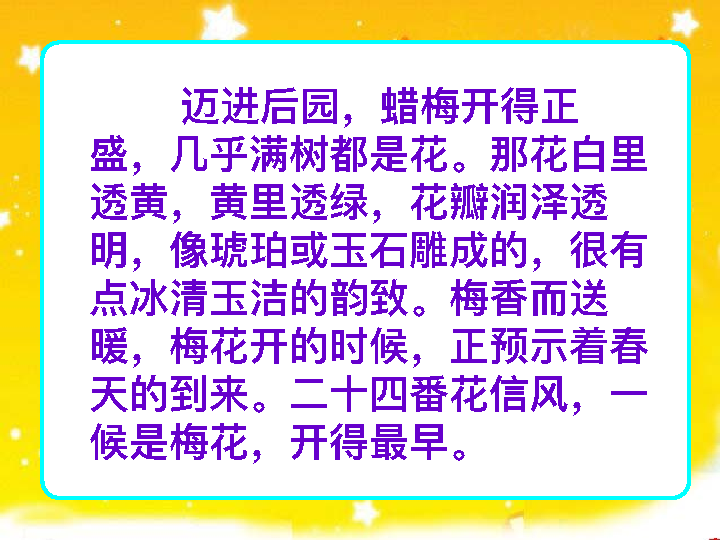 迈进后园，蜡梅开得正
盛，几乎满树都是花。那花白里
透黄，黄里透绿，花瓣润泽透
明，像琥珀或玉石雕成的，很有
点冰清玉洁的韵致。梅香而送
暖，梅花开的时候，正预示着春
天的到来。二十四番花信风，一
候是梅花，开得最早。